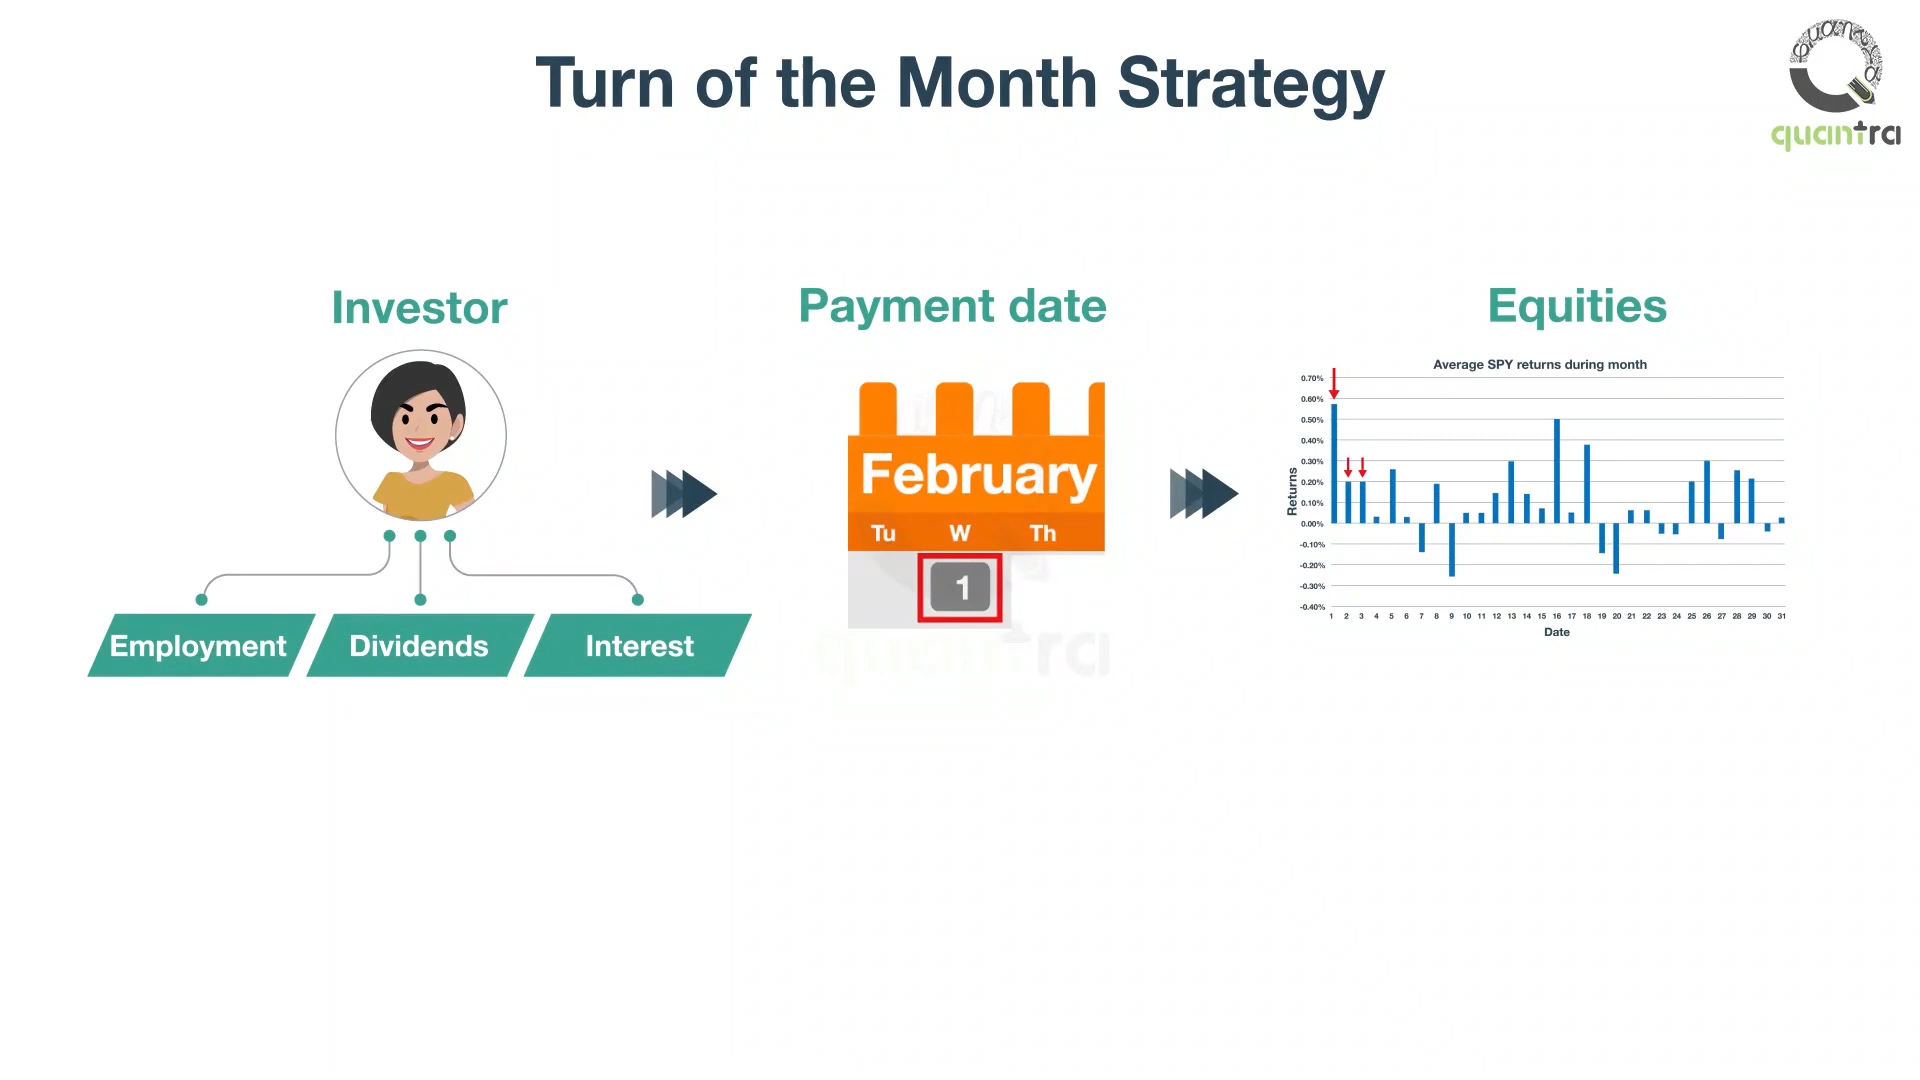 Turn of the Month Strategy
quantra
Investor
Employment
Dividends
Interest
Payment date
February
Tu W Th
1
Equities
Average SPY returns during month
Returns
0.70%
0.60%
0.50%
0.40%
0.30%
0.20%
0.10%
0.00%
-0.10%
-0.20%
-0.30%
-0.40%
1 2 3 4 5 6 7 8 9 10 11 12 13 14 15 16 17 18 19 20 21 22 23 24 25 26 27 28 29 30 31
Date
quantra